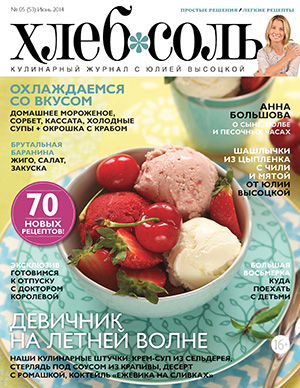 № 05 (53) Июнь 2014
ПРОСТЫЕ РЕШЕНИЯ / ЛЕГКИЕ РЕЦЕПТЫ
ХЛЕБ СОЛЬ
КУЛИНАРНЫЙ ЖУРНАЛ С ЮЛИЕЙ ВЫСОЦКОЙ
ОХЛАЖДАЕМСЯ
СО ВКУСОМ
ДОМАШНЕЕ МОРОЖЕНОЕ,
СОРБЕТ, КАССАТА, ХОЛОДНЫЕ
СУПЫ + ОКРОШКА С КРАБОМ
БРУТАЛЬНАЯ
БАРАНИНА
ЖИГО, САЛАТ,
ЗАКУСКА
70
НОВЫХ
РЕЦЕПТОВ!
АННА
БОЛЬШОВА
О СЫНЕ,
И ПЕСОЧНЫХ ЧАСАХ
ШАШЛЫЧКИ
ИЗ ЦЫПЛЕНКА
С ЧИЛИ
И МЯТОЙ
ОТ ЮЛИИ
ВЫСОЦКОЙ
ЭКСКЛЮЗИВ
ГОТОВИМСЯ
К ОТПУСКУ
С ДОКТОРОМ
КОРОЛЕВОЙ
БОЛЬШАЯ
ВОСЬМЕРКА
КУДА
ПОЕХАТЬ
С ДЕТЬМИ
ДЕВИЧНИК
НА ЛЕТНЕЙ ВОЛНЕ
16+
НАШИ КУЛИНАРНЫЕ ШТУЧКИ: КРЕМ-СУП ИЗ СЕЛЬДЕРЕЯ,
СТЕРЛЯДЬ ПОД СОУСОМ ИЗ КРАПИВЫ, ДЕСЕРТ
С РОМАШКОЙ, КОКТЕЙЛЬ «ЕЖЕВИКА НА СЛИВКАХ»